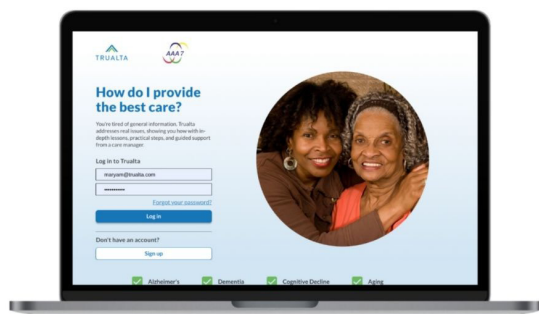 TRUALTA
AAA7
How do I provide
the best care?
You're tired of general information, Trualta
addresses real issues, showing you how with in-
depth lessons, practical steps, and guided support
from a care manager.
Log in to Trualta
maryam@trualta.com
••••••••••
Forgot your password?
Log in
Don't have an account?
Sign up
Alzheimer's
Dementia
Cognitive Decline
Aging